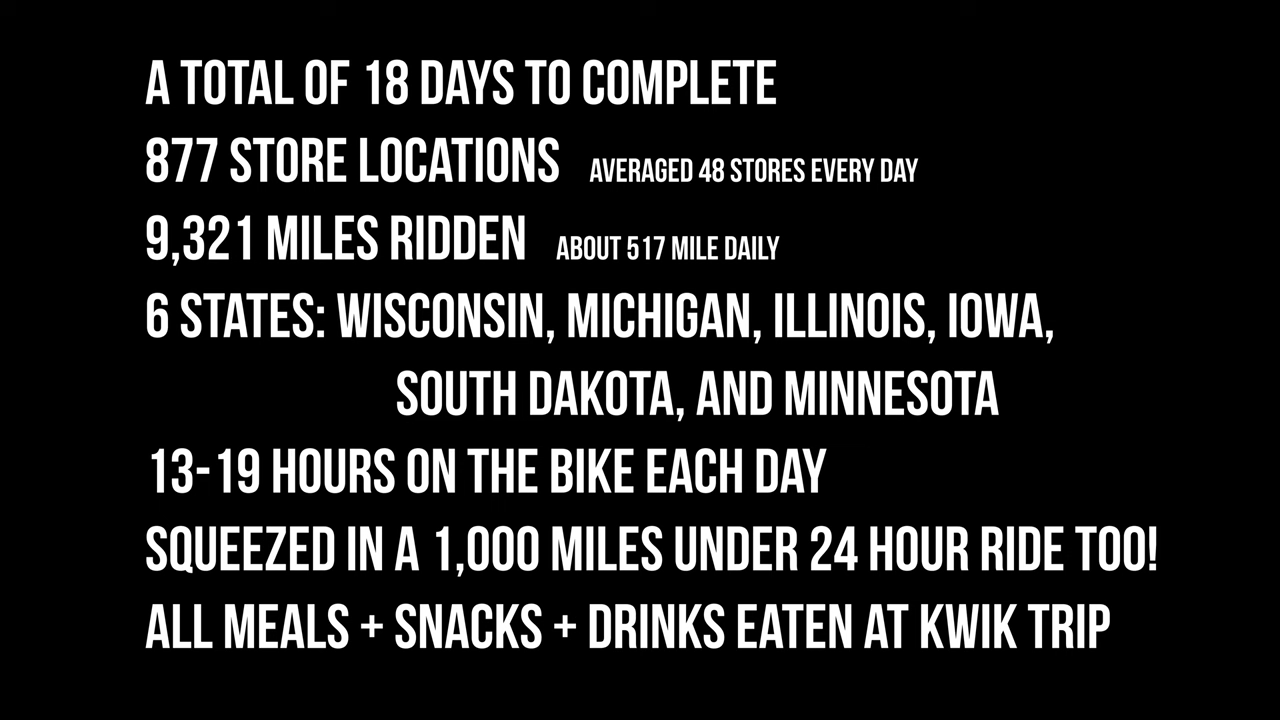 A TOTAL OF 18 DAYS TO COMPLETE
877 STORE LOCATIONS AVERAGED 48 STORES EVERY DAY
9,321 MILES RIDDEN ABOUT 517 MILE DAILY
6 STATES: WISCONSIN, MICHIGAN, ILLINOIS, IOWA,
SOUTH DAKOTA, AND MINNESOTA
13-19 HOURS ON THE BIKE EACH DAY
SQUEEZED IN A 1,000 MILES UNDER 24 HOUR RIDE TOO!
ALL MEALS + SNACKS + DRINKS EATEN AT KWIK TRIP